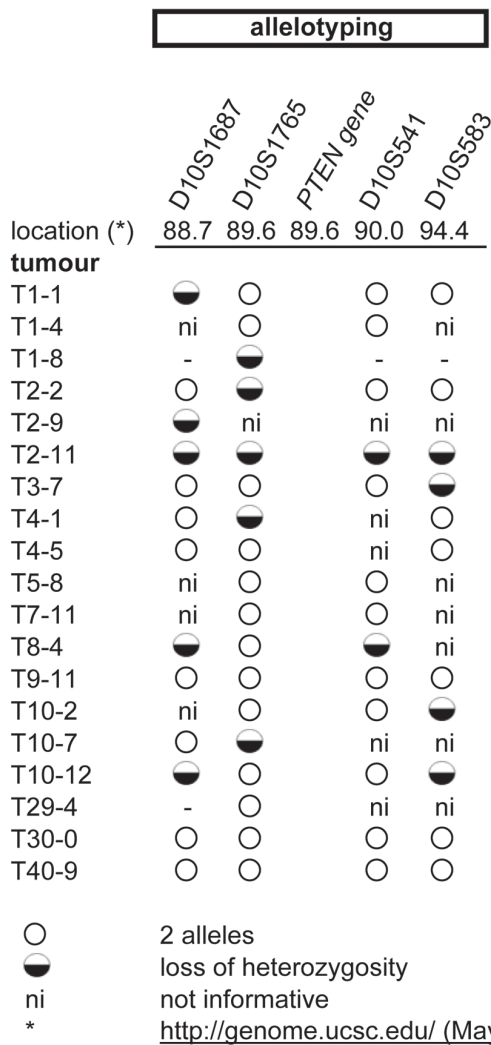 allelotyping
D10S1687 D10S1765 PTEN gene D10S541 D10S583
location (*) 88.7 89.6 89.6 90.0 94.4
tumour
T1-1
T1-4 ni ni
T1-8 - - -
T2-2
T2-9 ni ni ni
T2-11
T3-7
T4-1 ni
T4-5 ni
T5-8 ni ni
T7-11 ni ni
T8-4 ni
T9-11
T10-2 ni
T10-7 ni ni
T10-12
T29-4 - ni ni
T30-0
T40-9
2 alleles
loss of heterozygosity
ni not informative
* http://genome.ucsc.edu/